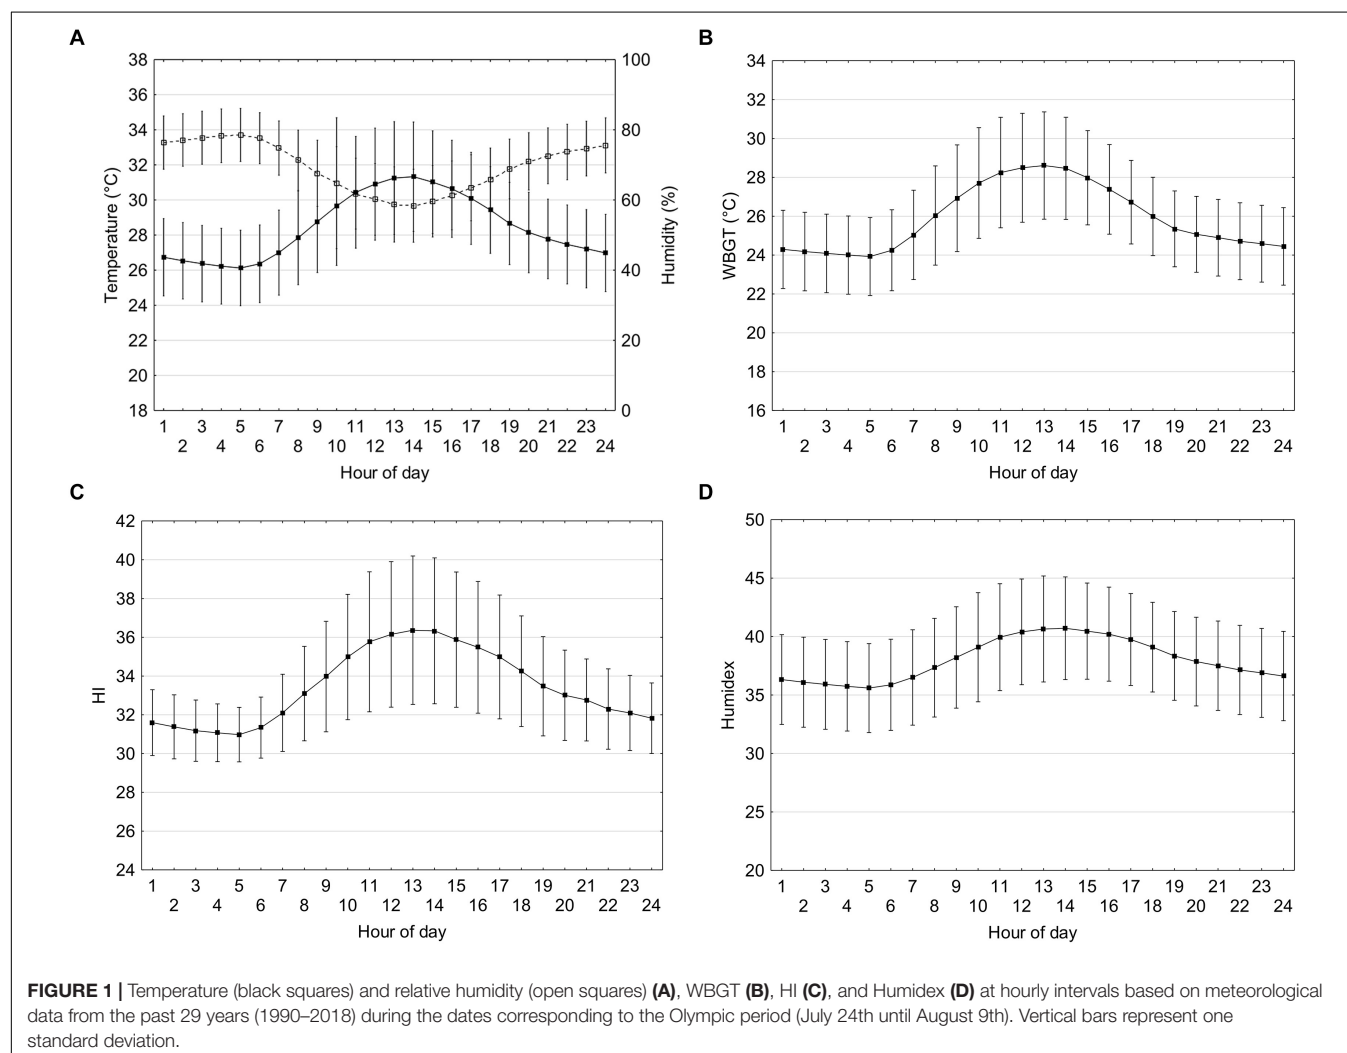 A
38
36
34
32
30
28
26
24
22
20
18
Temperature (°C)
100
80
60
40
20
0
Humidity (%)
1 3 5 7 9 11 13 15 17 19 21 23
2 4 6 8 10 12 14 16 18 20 22 24
Hour of day
B
34
32
30
28
26
24
22
20
18
16
WBGT (°C)
1 3 5 7 9 11 13 15 17 19 21 23
2 4 6 8 10 12 14 16 18 20 22 24
Hour of day
C
42
40
38
36
34
32
30
28
26
24
HI
1 3 5 7 9 11 13 15 17 19 21 23
2 4 6 8 10 12 14 16 18 20 22 24
Hour of day
D
50
45
40
35
30
25
20
Humidex
1 3 5 7 9 11 13 15 17 19 21 23
2 4 6 8 10 12 14 16 18 20 22 24
Hour of day
FIGURE 1 | Temperature (black squares) and relative humidity (open squares) (A), WBGT (B), HI (C), and Humidex (D) at hourly intervals based on meteorological
data from the past 29 years (1990–2018) during the dates corresponding to the Olympic period (July 24th until August 9th). Vertical bars represent one
standard deviation.